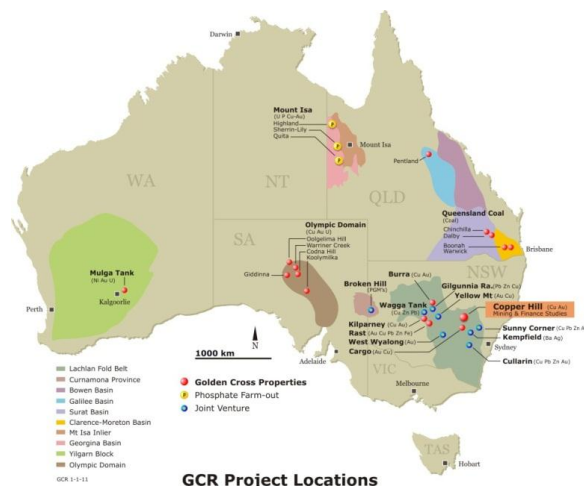 Darwin
Mount Isa
(U P Cu-Au)
Highland
Sherrin-Lily
Quita
Mount Isa
Pentland
WA
NT
QLD
Queensland Coal
(Coal)
Chinchilla
Dalby
Boonah
Warwick
Brisbane
SA
Olympic Domain
(Cu Au U)
Oolgelima Hill
Warriner Creek
Codna Hill
Koolymilka
Giddinna
NSW
Mulga Tank
(Ni Au U)
Kalgoorlie
Perth
Broken Hill
(PGM's)
Burra (Cu Au)
Gilgunnia Ra. (Pb Zn Cu)
Yellow Mt (Au Cu)
Wagga Tank
(Cu Zn Pb)
Copper Hill (Cu Au)
Mining & Finance Studies
Kilparney (Cu Au)
Rast (Au Cu Pb Zn)
West Wyalong (Au)
Cargo (Au Cu)
Sunny Corner (Cu Pb Zn A
Kempfield (Ba Ag)
Sydney
Cullarin (Cu Pb Zn Au)
N
1000 km
Adelaide
VIC
Melbourne
TAS
Hobart
Golden Cross Properties
P Phosphate Farm-out
Joint Venture
Lachlan Fold Belt
Curnamona Province
Bowen Basin
Galilee Basin
Surat Basin
Clarence-Moreton Basin
Mt Isa Inlier
Georgina Basin
Yilgarn Block
Olympic Domain
GCR 1-1-11
GCR Project Locations